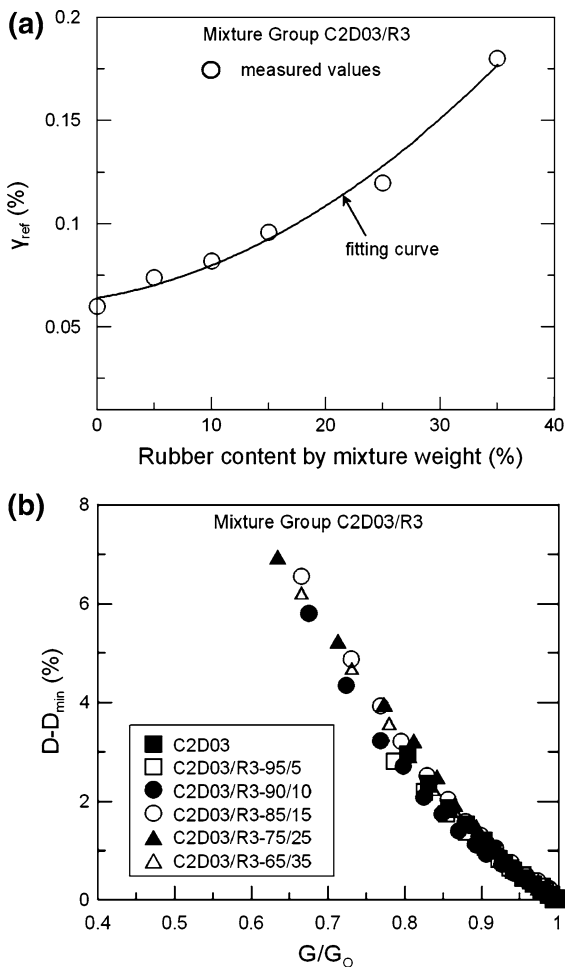 (a)
Mixture Group C2D03/R3
measured values
fitting curve
γref (%)
0.2
0.15
0.1
0.05
0
10
20
30
40
Rubber content by mixture weight (%)
(b)
Mixture Group C2D03/R3
D-Dmin (%)
8
6
4
2
0
C2D03
C2D03/R3-95/5
C2D03/R3-90/10
C2D03/R3-85/15
C2D03/R3-75/25
C2D03/R3-65/35
0.4
0.5
0.6
0.7
0.8
0.9
1
G/GO